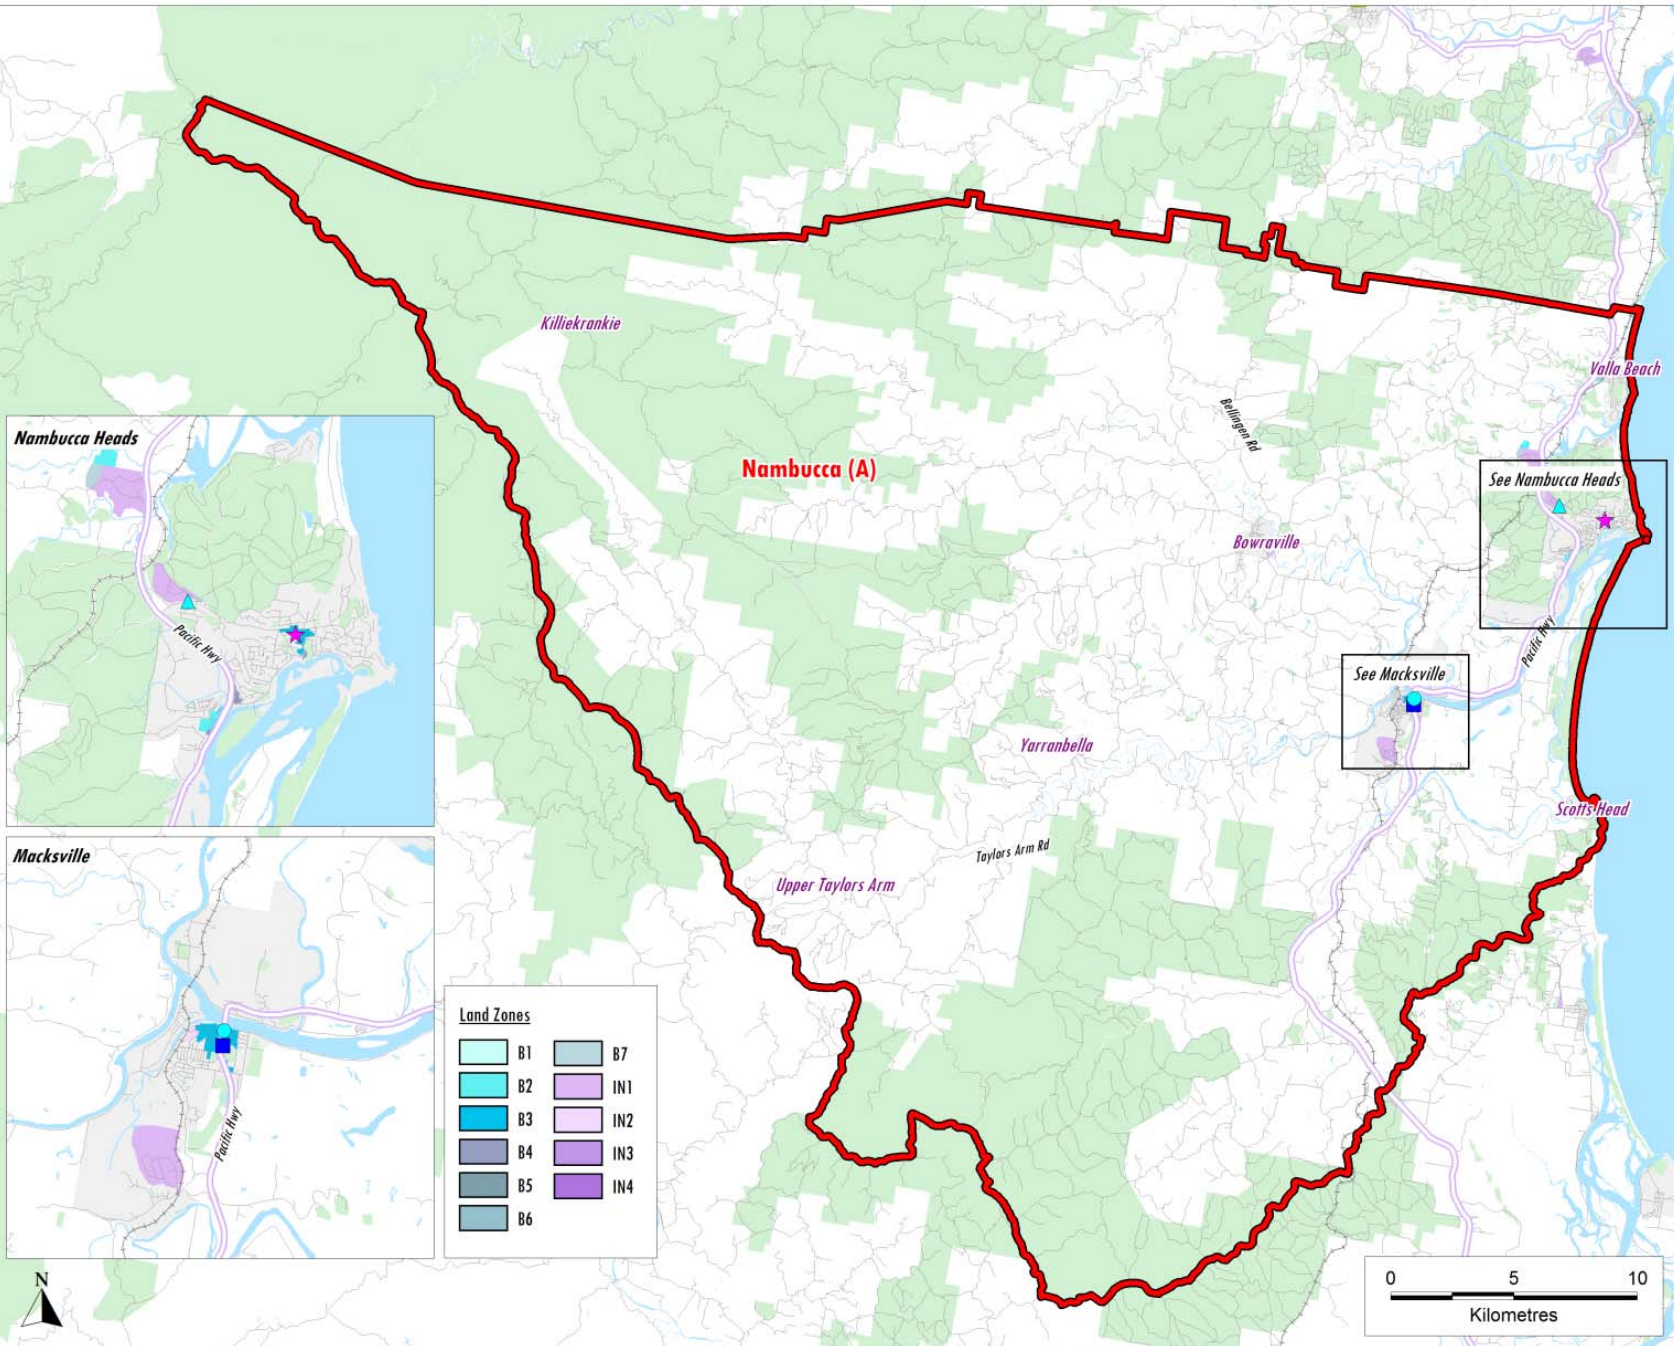 Killiekrankie
Valla Beach
Bellingen Rd
Nambucca Heads
Nambucca (A)
See Nambucca Heads
Bowraville
Pacific Hwy
Pacific Hwy
See Macksville
Yarranbella
Scotts Head
Macksville
Taylors Arm Rd
Upper Taylors Arm
Pacific Hwy
Land Zones
B1
B2
B3
B4
B5
B6
B7
IN1
IN2
IN3
IN4
N
0 5 10
Kilometres